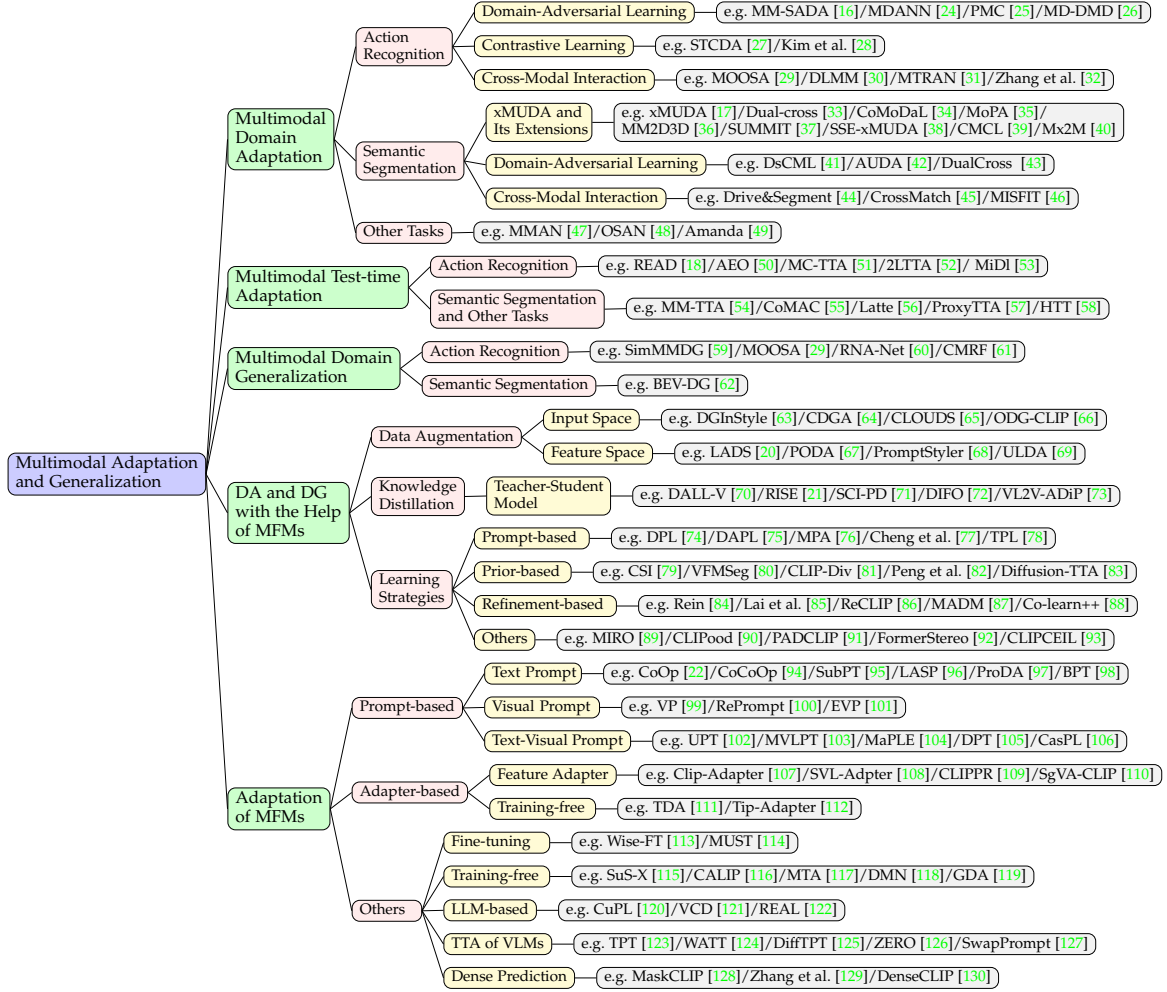 Multimodal Adaptation
and Generalization
Multimodal
Domain
Adaptation
Action
Recognition
Domain-Adversarial Learning
e.g. MM-SADA [16]/MDANN [24]/PMC [25]/MD-DMD [26]
Contrastive Learning
e.g. STCDA [27]/Kim et al. [28]
Cross-Modal Interaction
e.g. MOOSA [29]/DLMM [30]/MTRAN [31]/Zhang et al. [32]
Semantic
Segmentation
xMUDA and
Its Extensions
e.g. xMUDA [17]/Dual-cross [33]/CoMoDaL [34]/MoPA [35]/
MM2D3D [36]/SUMMIT [37]/SSE-xMUDA [38]/CMCL [39]/Mx2M [40]
Domain-Adversarial Learning
e.g. DsCML [41]/AUDA [42]/DualCross [43]
Cross-Modal Interaction
e.g. Drive&Segment [44]/CrossMatch [45]/MISFIT [46]
Other Tasks
e.g. MMAN [47]/OSAN [48]/Amanda [49]
Multimodal Test-time
Adaptation
Action Recognition
e.g. READ [18]/AEO [50]/MC-TTA [51]/2LTTA [52]/ MiDl [53]
Semantic Segmentation
and Other Tasks
e.g. MM-TTA [54]/CoMAC [55]/Latte [56]/ProxyTTA [57]/HTT [58]
Multimodal Domain
Generalization
Action Recognition
e.g. SimMMDG [59]/MOOSA [29]/RNA-Net [60]/CMRF [61]
Semantic Segmentation
e.g. BEV-DG [62]
DA and DG
with the Help
of MFMs
Data Augmentation
Input Space
e.g. DGInStyle [63]/CDGA [64]/CLOUDS [65]/ODG-CLIP [66]
Feature Space
e.g. LADS [20]/PODA [67]/PromptStyler [68]/ULDA [69]
Knowledge
Distillation
Teacher-Student
Model
e.g. DALL-V [70]/RISE [21]/SCI-PD [71]/DIFO [72]/VL2V-ADiP [73]
Learning
Strategies
Prompt-based
e.g. DPL [74]/DAPL [75]/MPA [76]/Cheng et al. [77]/TPL [78]
Prior-based
e.g. CSI [79]/VFMSeg [80]/CLIP-Div [81]/Peng et al. [82]/Diffusion-TTA [83]
Refinement-based
e.g. Rein [84]/Lai et al. [85]/ReCLIP [86]/MADM [87]/Co-learn++ [88]
Others
e.g. MIRO [89]/CLIPood [90]/PADCLIP [91]/FormerStereo [92]/CLIPCEIL [93]
Adaptation
of MFMs
Prompt-based
Text Prompt
e.g. CoOp [22]/CoCoOp [94]/SubPT [95]/LASP [96]/ProDA [97]/BPT [98]
Visual Prompt
e.g. VP [99]/RePrompt [100]/EVP [101]
Text-Visual Prompt
e.g. UPT [102]/MVLPT [103]/MaPLE [104]/DPT [105]/CasPL [106]
Adapter-based
Feature Adapter
e.g. Clip-Adapter [107]/SVL-Adpter [108]/CLIPPR [109]/SgVA-CLIP [110]
Training-free
e.g. TDA [111]/Tip-Adapter [112]
Others
Fine-tuning
e.g. Wise-FT [113]/MUST [114]
Training-free
e.g. SuS-X [115]/CALIP [116]/MTA [117]/DMN [118]/GDA [119]
LLM-based
e.g. CuPL [120]/VCD [121]/REAL [122]
TTA of VLMs
e.g. TPT [123]/WATT [124]/DiffTPT [125]/ZERO [126]/SwapPrompt [127]
Dense Prediction
e.g. MaskCLIP [128]/Zhang et al. [129]/DenseCLIP [130]